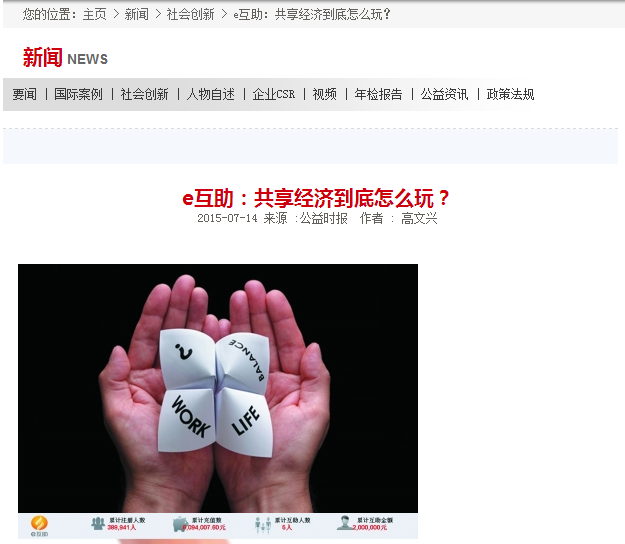 您的位置：主页 > 新闻 > 社会创新 > e互助：共享经济到底怎么玩？
新闻 NEWS
要闻 | 国际案例 | 社会创新 | 人物自述 | 企业CSR | 视频 | 年检报告 | 公益资讯 | 政策法规
e互助：共享经济到底怎么玩？
2015-07-14 来源 :公益时报 作者 : 高文兴
?
BALANCE
WORK
LIFE
累计注册人数 累计充值数 累计互助人数 累计互助金额
e互助 389,941人 9,094,007.60元 6人 2,000,000元